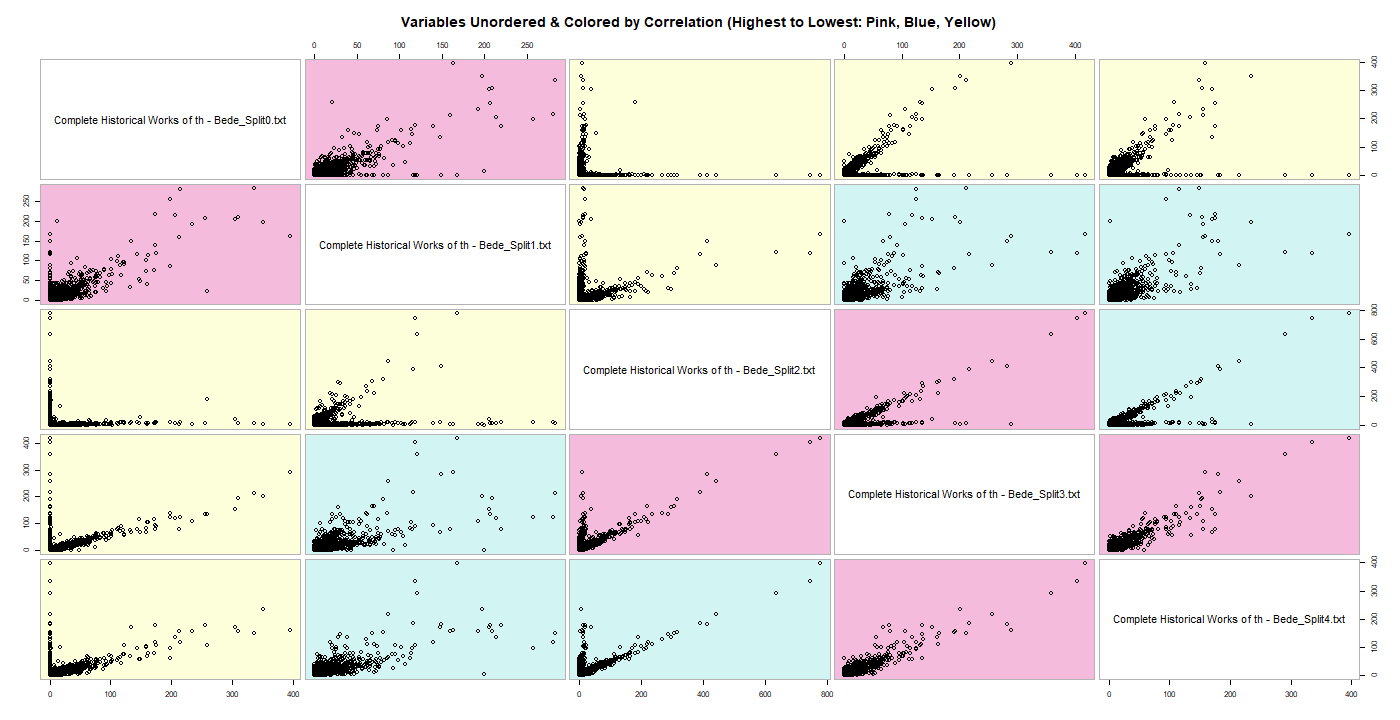 Variables Unordered & Colored by Correlation (Highest to Lowest: Pink, Blue, Yellow)
0 50 100 150 200 250
0 100 200 300 400
Complete Historical Works of th - Bede_Split0.txt
0 100 200 300 400
0 50 100 150 200 250
Complete Historical Works of th - Bede_Split1.txt
Complete Historical Works of th - Bede_Split2.txt
0 200 400 600 800
0 100 200 300 400
Complete Historical Works of th - Bede_Split3.txt
Complete Historical Works of th - Bede_Split4.txt
0 100 200 300 400
0 100 200 300 400
0 200 400 600 800
0 100 200 300 400